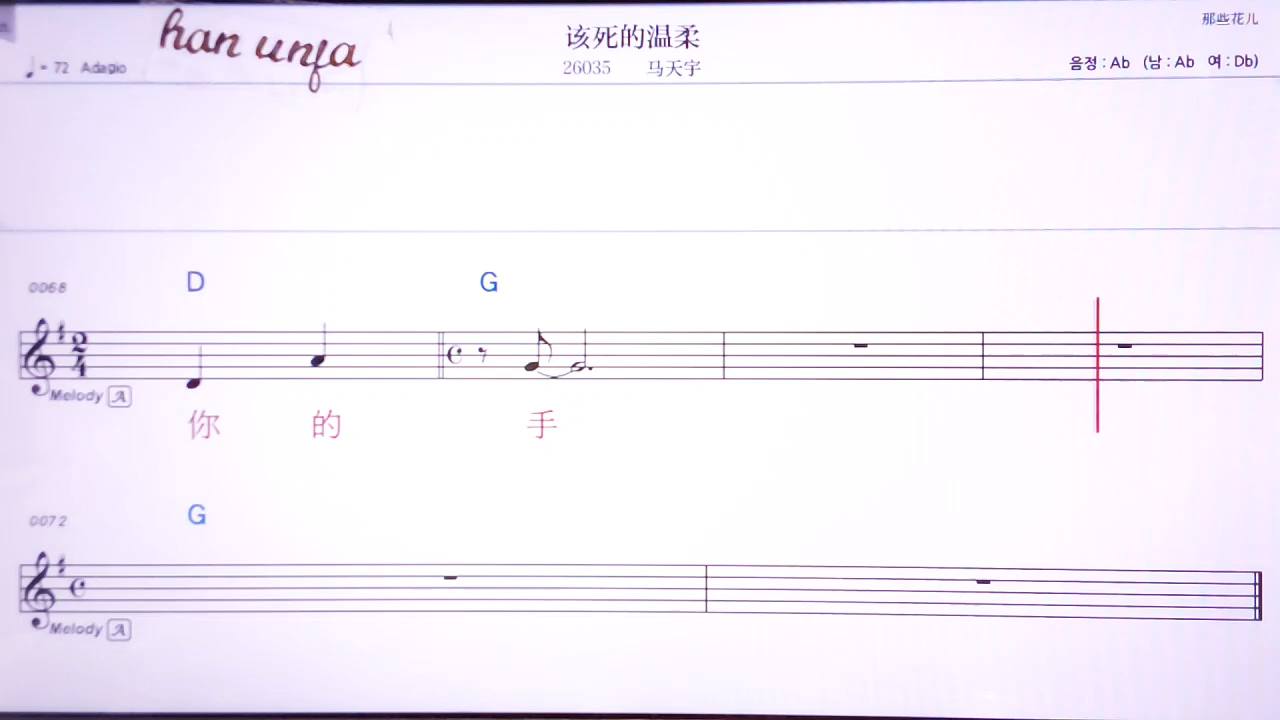 han unfa
该死的温柔
那些花儿
♩= 72 Adagio
26035 马天宇
음정 : Ab (남 : Ab 여 : Db)
0068
D G
Melody A
你 的 手
0072
G
Melody A